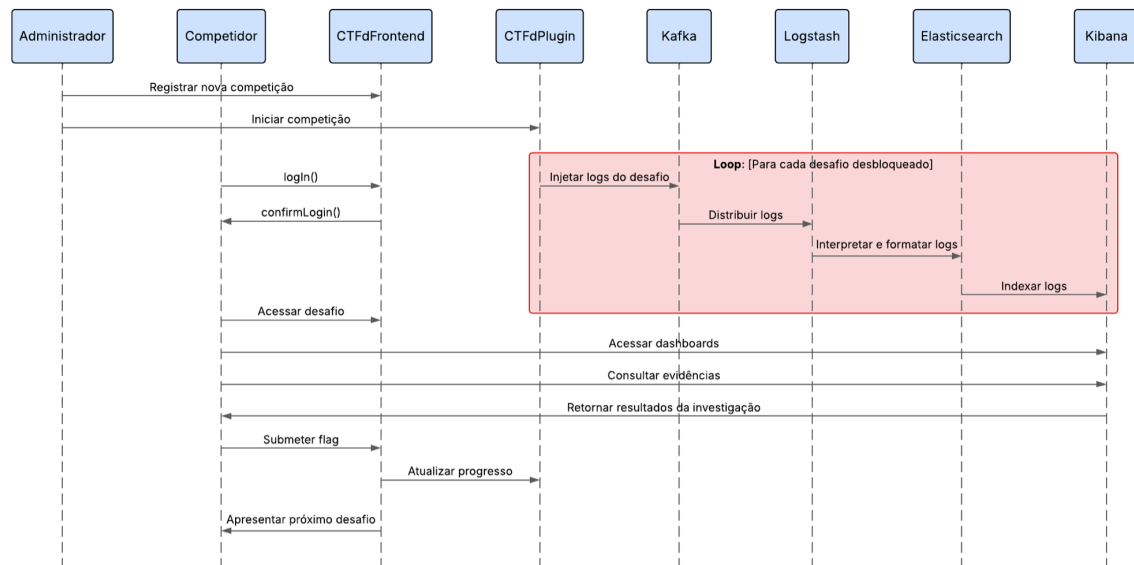 Administrador
Competidor
CTFdFrontend
CTFdPlugin
Kafka
Logstash
Elasticsearch
Kibana
Registrar nova competição
Iniciar competição
Loop: [Para cada desafio desbloqueado]
logIn()
Injetar logs do desafio
confirmLogin()
Distribuir logs
Interpretar e formatar logs
Indexar logs
Acessar desafio
Acessar dashboards
Consultar evidências
Retornar resultados da investigação
Submeter flag
Atualizar progresso
Apresentar próximo desafio